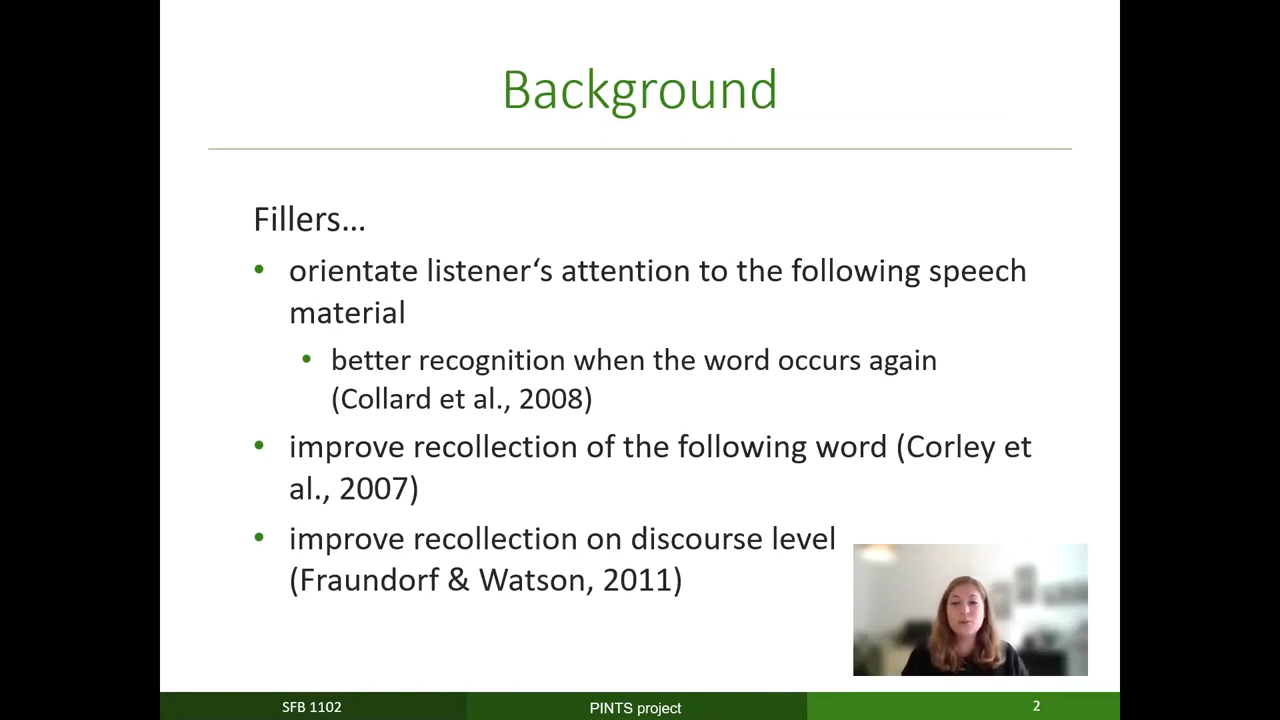 Background
Fillers…
• orientate listener‘s attention to the following speech
material
• better recognition when the word occurs again
(Collard et al., 2008)
• improve recollection of the following word (Corley et
al., 2007)
• improve recollection on discourse level
(Fraundorf & Watson, 2011)
SFB 1102
PINTS project
2